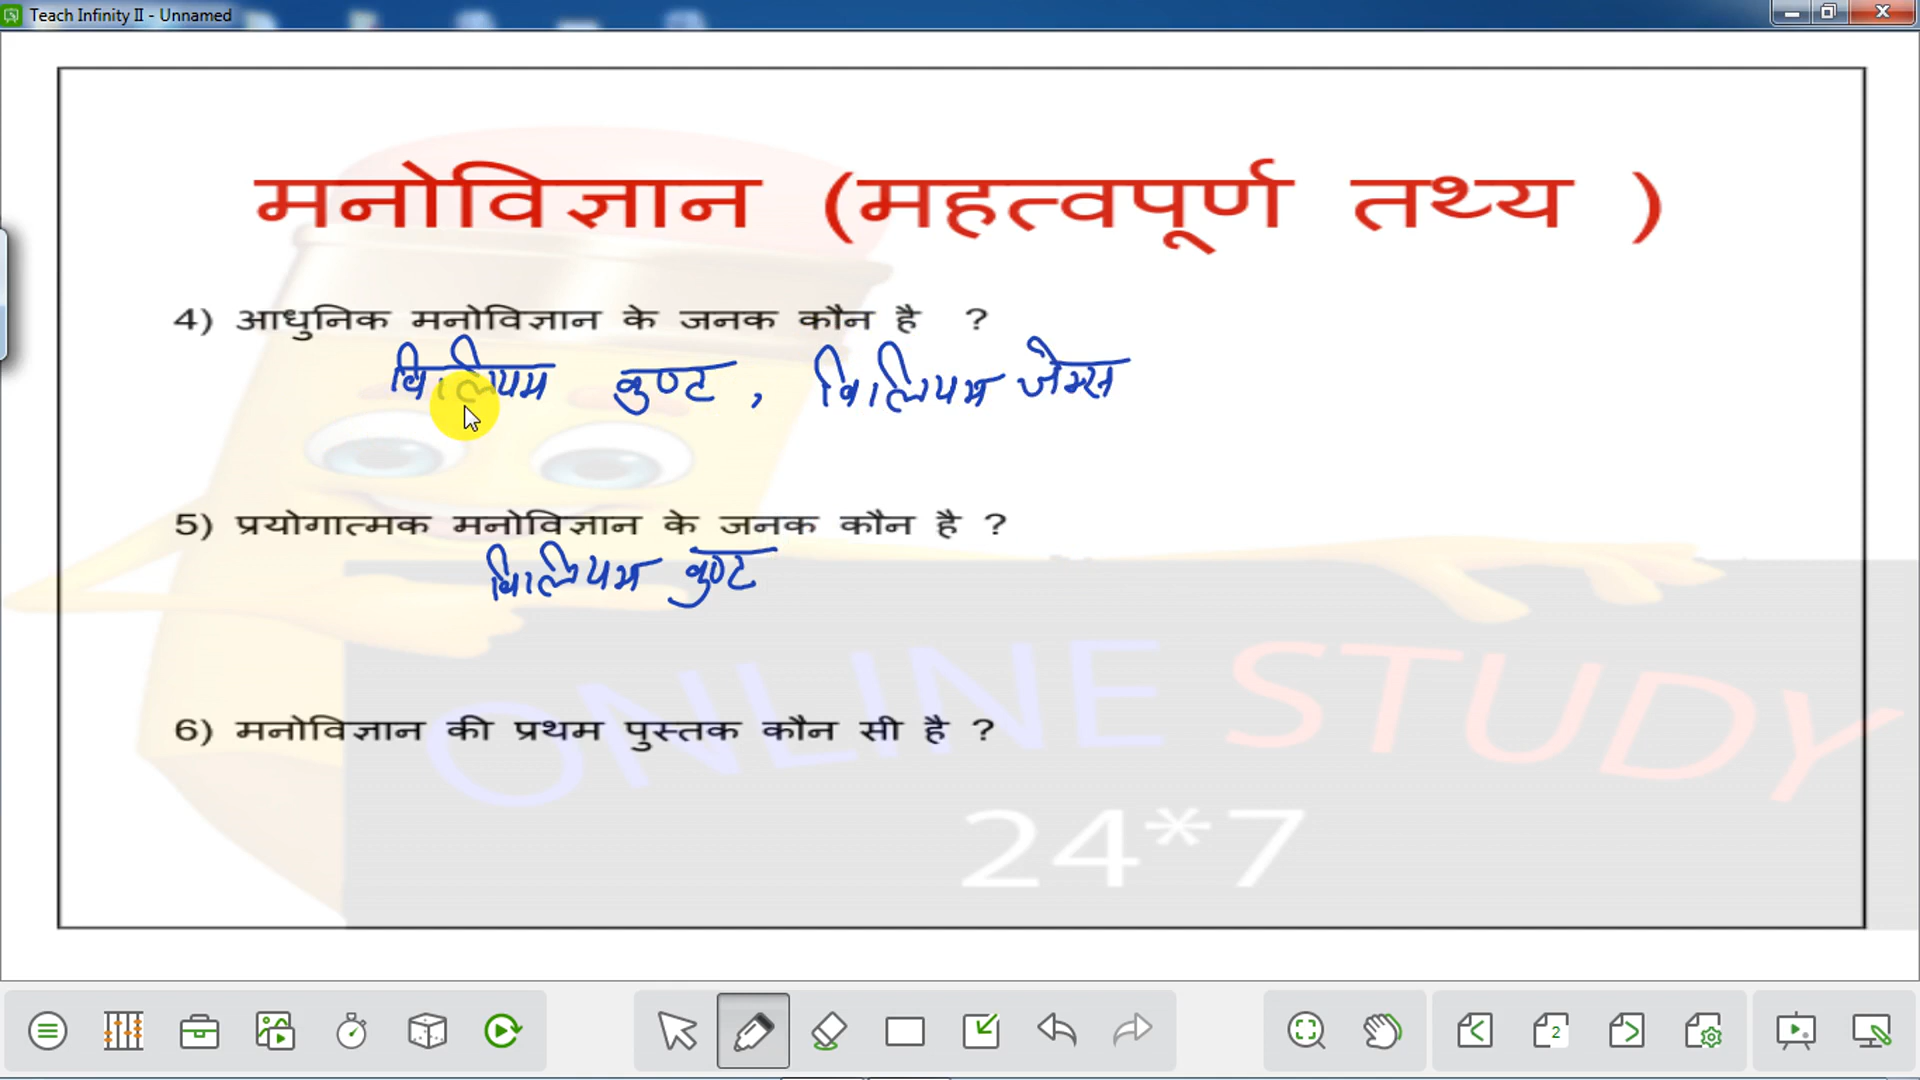 Teach Infinity II - Unnamed
मनोविज्ञान (महत्वपूर्ण तथ्य )
4) आधुनिक मनोविज्ञान के जनक कौन है ?
विलियम वुण्ट , विलियम जेम्स
5) प्रयोगात्मक मनोविज्ञान के जनक कौन है ?
विलियम वुण्ट
6) मनोविज्ञान की प्रथम पुस्तक कौन सी है ?
ONLINE STUDY
24*7
2